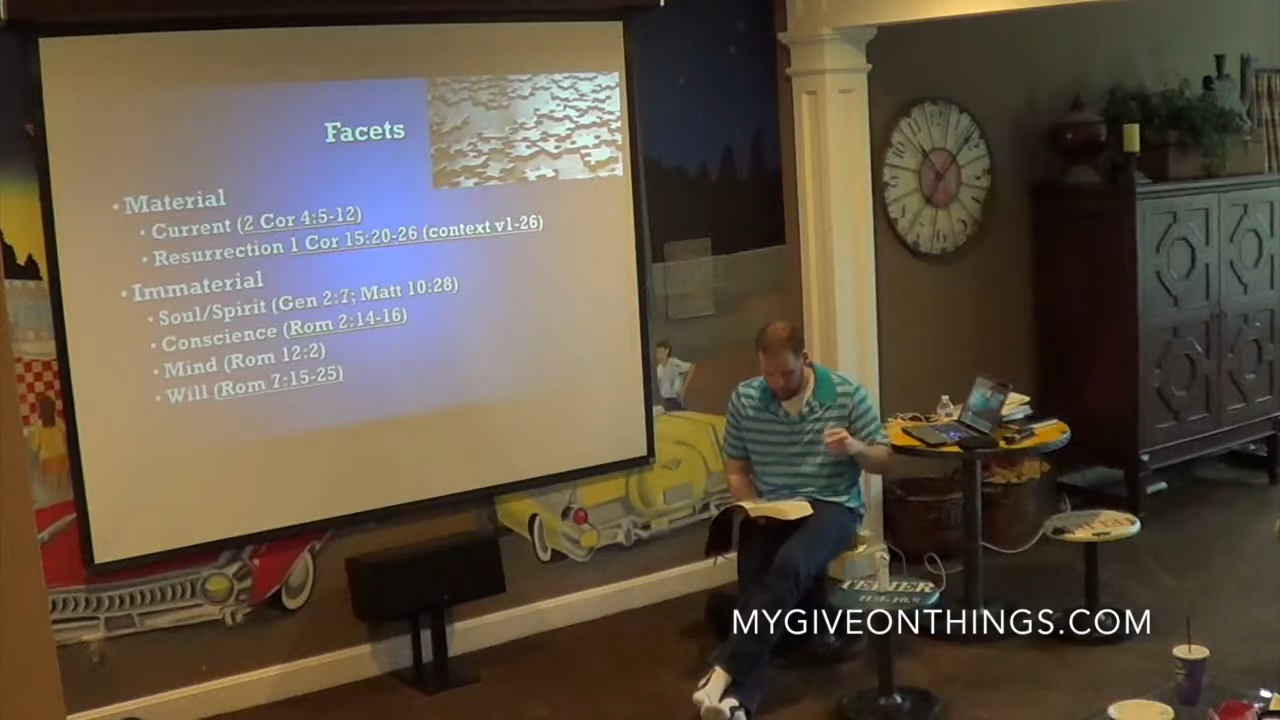 Facets
• Material
• Current (2 Cor 4:5-12)
• Resurrection 1 Cor 15:20-26 (context v1-26)
• Immaterial
• Soul/Spirit (Gen 2:7; Matt 10:28)
• Conscience (Rom 2:14-16)
• Mind (Rom 12:2)
• Will (Rom 7:15-25)
MYGIVEONTHINGS.COM